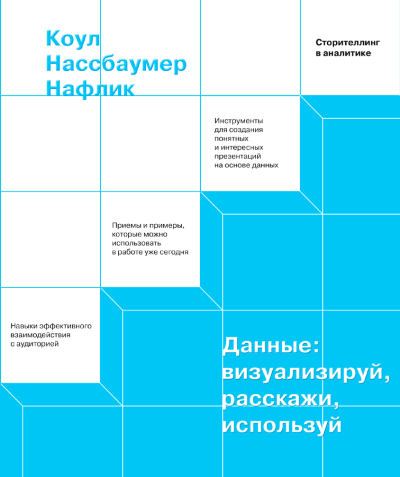 Коул
Нассбаумер
Нафлик
Сторителлинг
в аналитике
Инструменты
для создания
понятных
и интересных
презентаций
на основе данных
Приемы и примеры,
которые можно
использовать
в работе уже сегодня
Навыки эффективного
взаимодействия
с аудиторией
Данные:
визуализируй,
расскажи,
используй